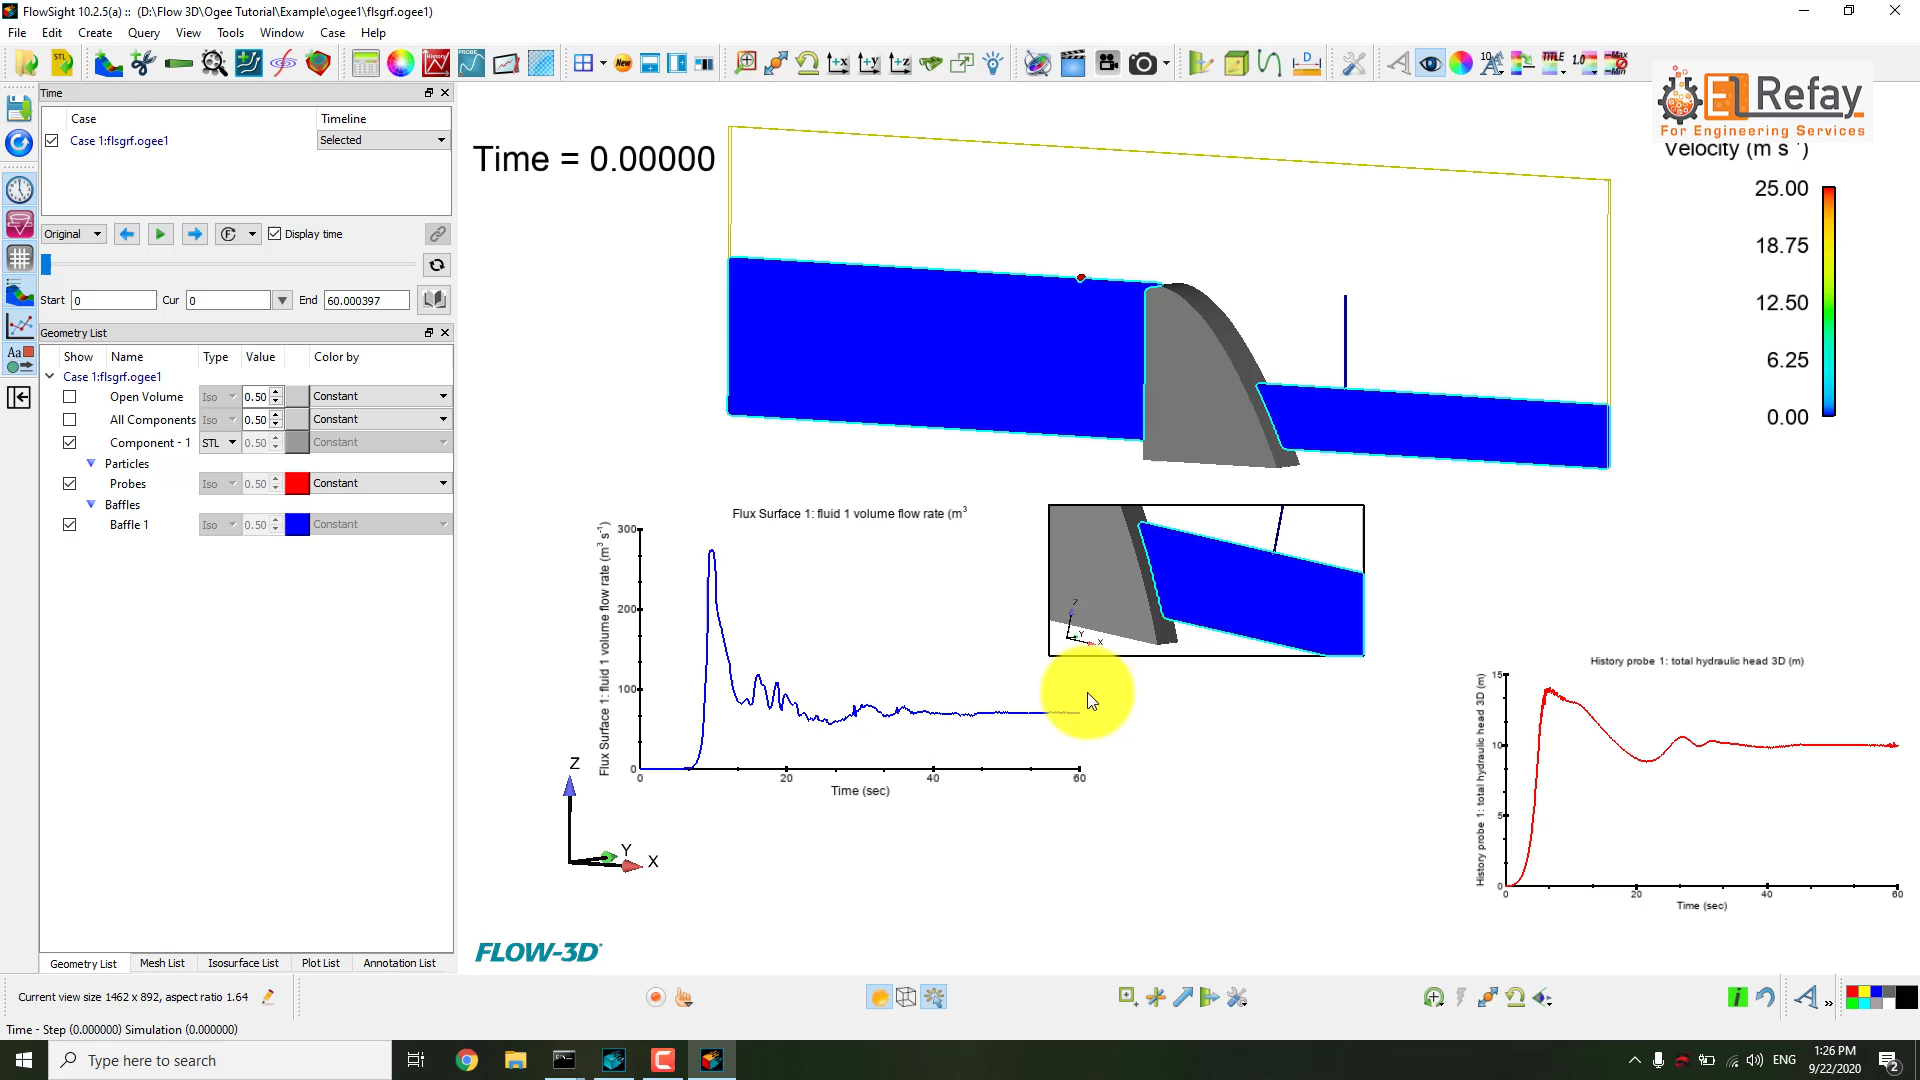 FlowSight 10.2.5(a) :: (D:\Flow 3D\Ogee Tutorial\Example\ogee1\flsgrf.ogee1)
File Edit Create Query View Tools Window Case Help
Time
Case Timeline
Case 1:flsgrf.ogee1 Selected
Original Display time
Start 0 Cur 0 End 60.000397
Geometry List
Show Name Type Value Color by
Case 1:flsgrf.ogee1
Open Volume Iso 0.50 Constant
All Components Iso 0.50 Constant
Component - 1 STL 0.50 Constant
Particles
Probes Iso 0.50 Constant
Baffles
Baffle 1 Iso 0.50 Constant
Geometry List Mesh List Isosurface List Plot List Annotation List
Time = 0.00000
El Refay
For Engineering Services
Velocity (m s
25.00
18.75
12.50
6.25
0.00
Flux Surface 1: fluid 1 volume flow rate (m³
Flux Surface 1: fluid 1 volume flow rate (m³ s⁻¹)
300
200
100
0
0 20 40 60
Time (sec)
Z
Y
X
Z
Y
X
History probe 1: total hydraulic head 3D (m)
History probe 1: total hydraulic head 3D (m)
15
10
5
0
0 20 40 60
Time (sec)
FLOW-3D
Current view size 1462 x 892, aspect ratio 1.64
Time - Step (0.000000) Simulation (0.000000)
Type here to search
ENG
1:26 PM
9/22/2020
2